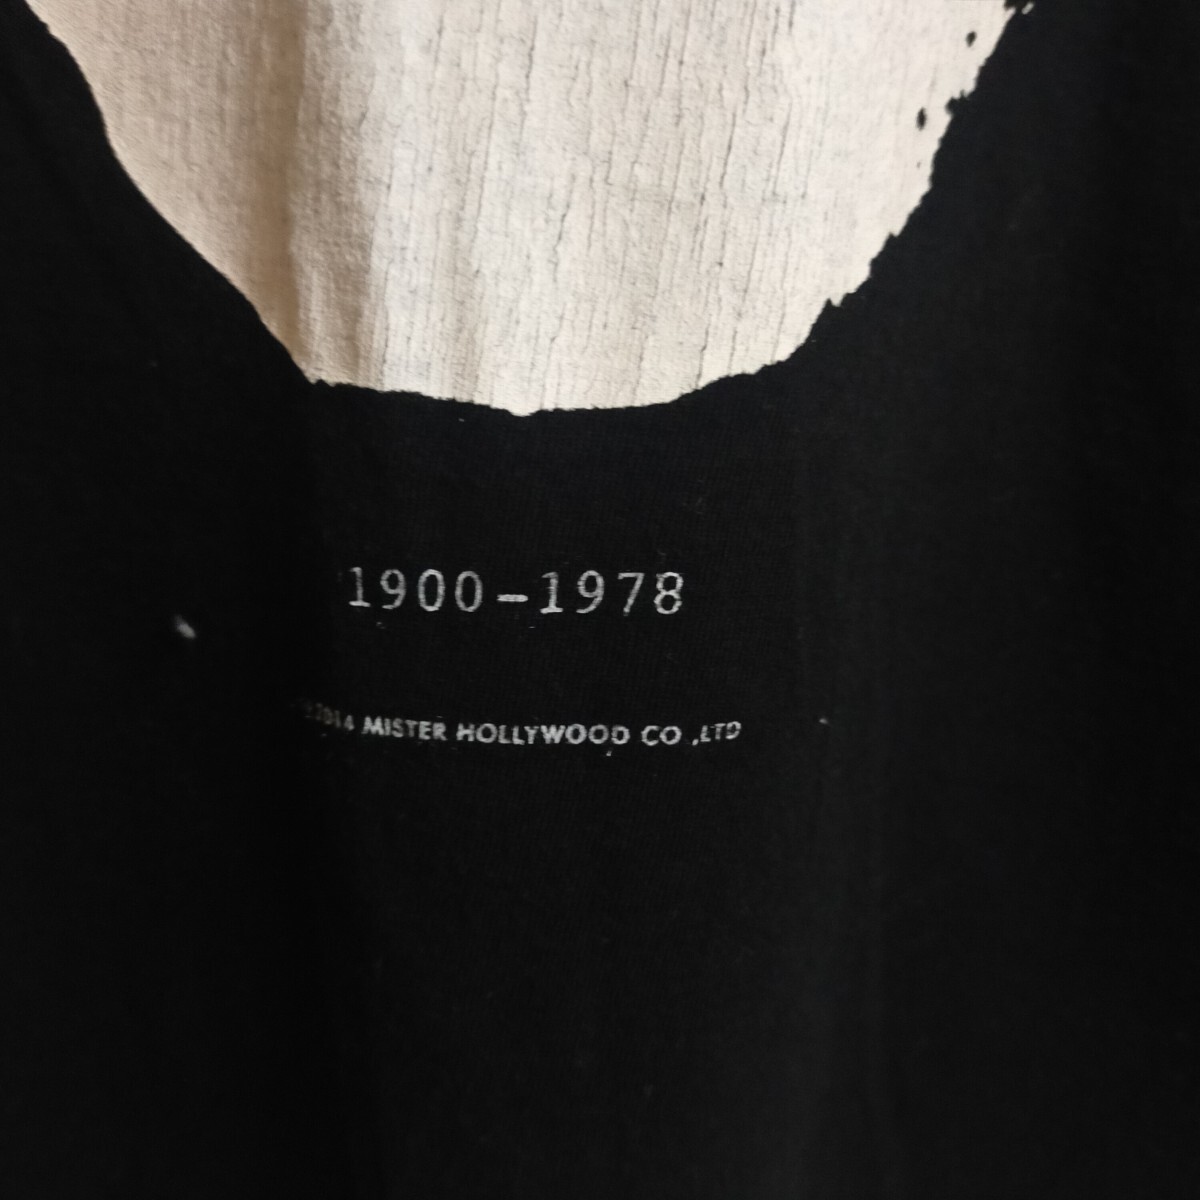 1900-1978
©2014 MISTER HOLLYWOOD CO.,LTD